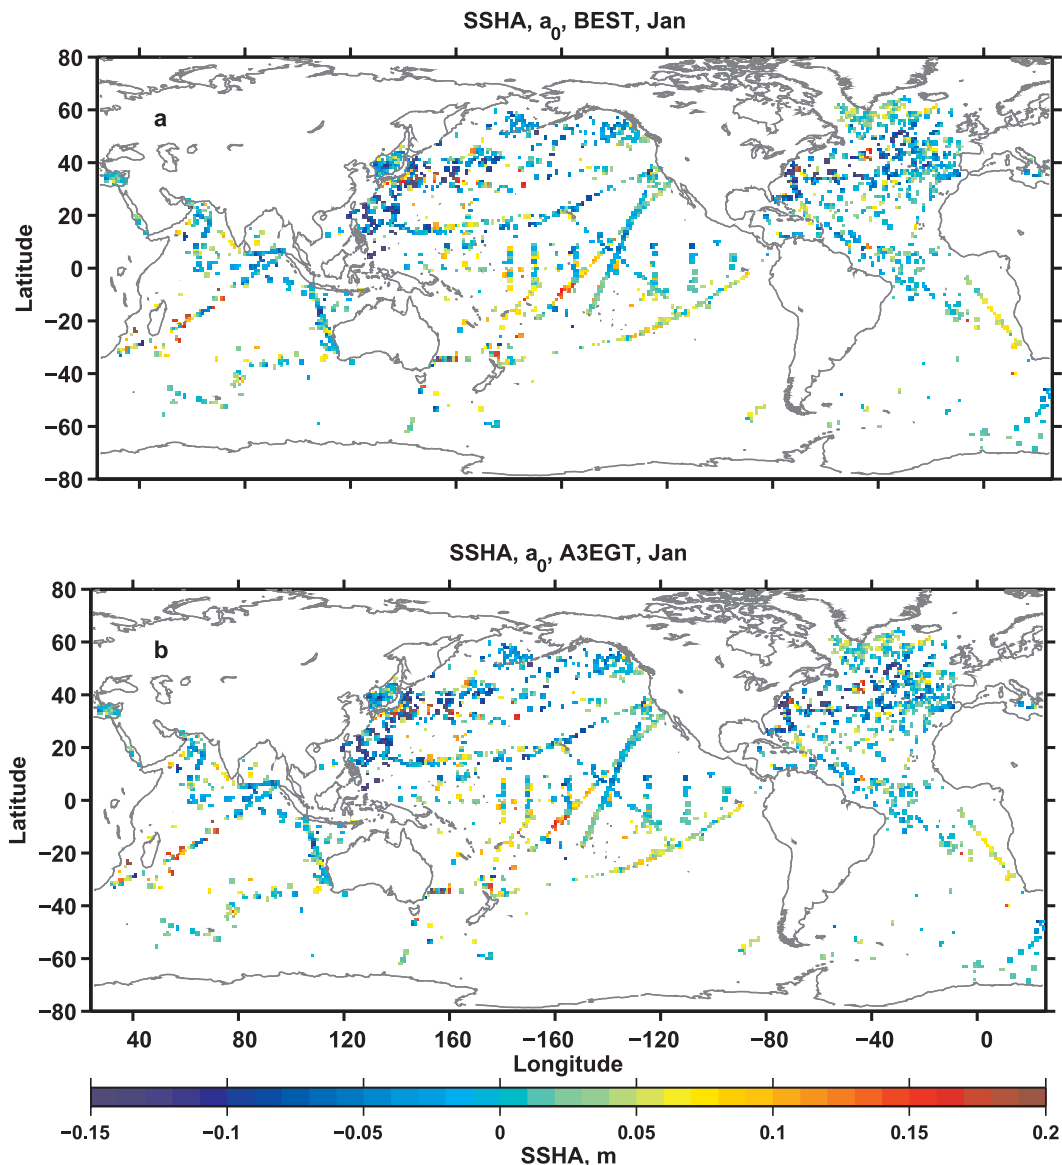 SSHA, a0, BEST, Jan
80
60
40
20
0
−20
−40
−60
−80
Latitude
a
SSHA, a0, A3EGT, Jan
80
60
40
20
0
−20
−40
−60
−80
Latitude
b
40 80 120 160 −160 −120 −80 −40 0
Longitude
−0.15 −0.1 −0.05 0 0.05 0.1 0.15 0.2
SSHA, m